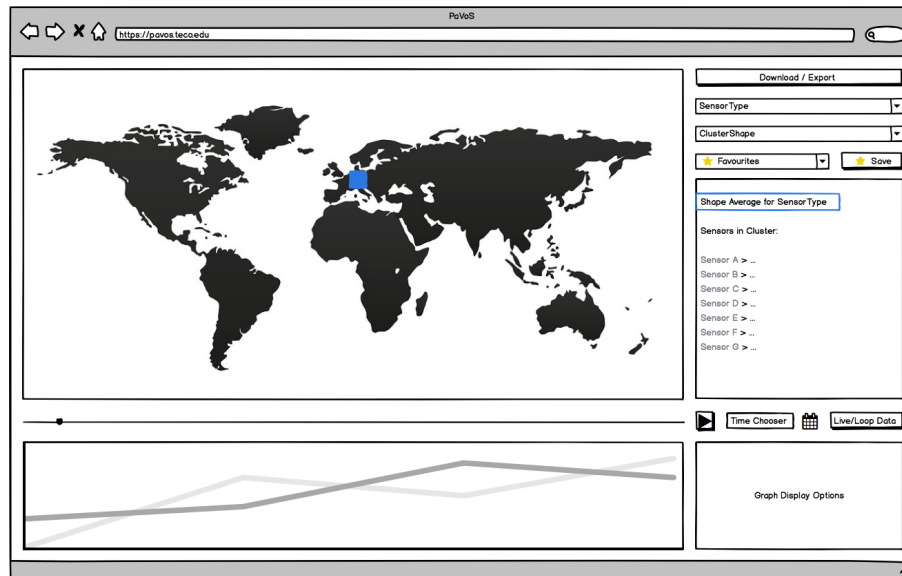 PaVoS
https://pavos.teco.edu
Download / Export
SensorType
ClusterShape
Favourites
Save
Shape Average for SensorType
Sensors in Cluster:
Sensor A > ...
Sensor B > ...
Sensor C > ...
Sensor D > ...
Sensor E > ...
Sensor F > ...
Sensor G > ...
Time Chooser
Live/Loop Data
Graph Display Options